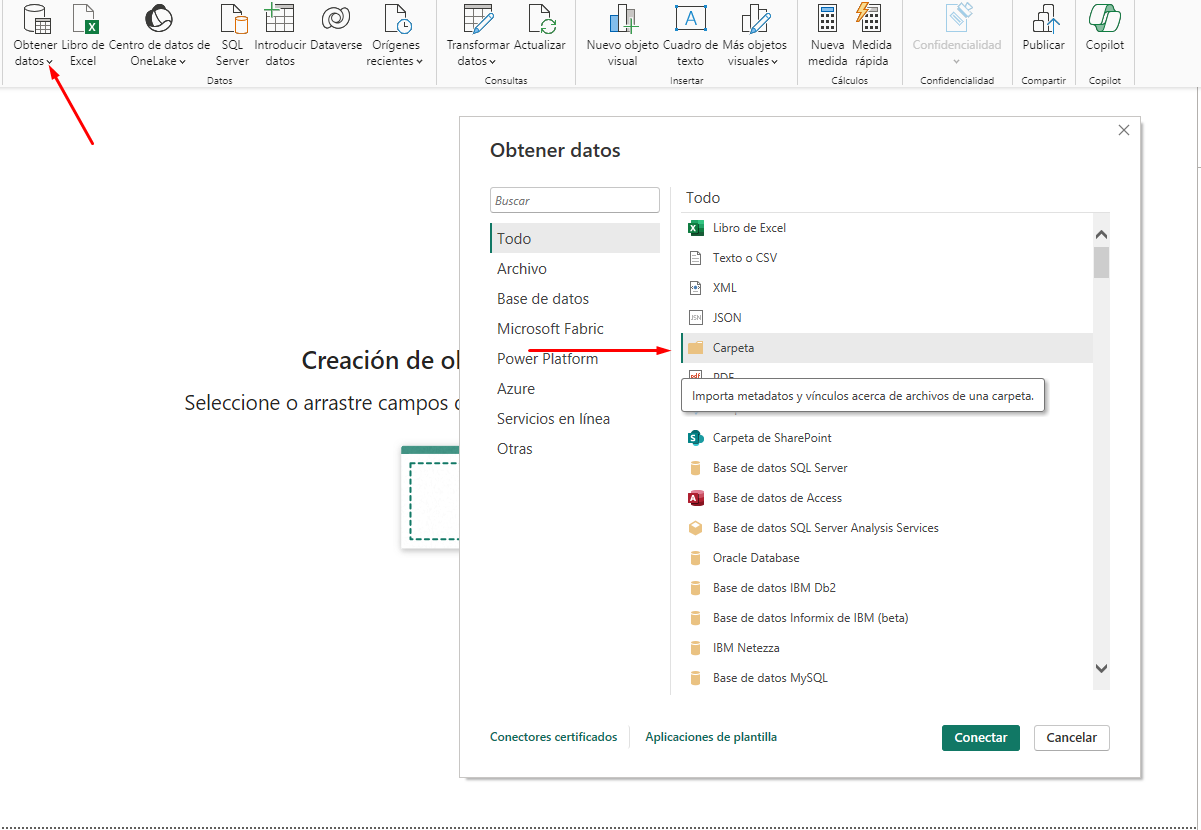 Obtener datos
Libro de Excel
Centro de datos de OneLake
SQL Server
Introducir datos
Dataverse
Orígenes recientes
Transformar datos
Actualizar
Nuevo objeto visual
Cuadro de texto
Más objetos visuales
Nueva medida
Medida rápida
Confidencialidad
Publicar
Copilot
Datos
Consultas
Insertar
Cálculos
Confidencialidad
Compartir
Copilot
Creación de
Seleccione o arrastre campos
Obtener datos
Buscar
Todo
Archivo
Base de datos
Microsoft Fabric
Power Platform
Azure
Servicios en línea
Otras
Todo
Libro de Excel
Texto o CSV
XML
JSON
Carpeta
PDF
Importa metadatos y vínculos acerca de archivos de una carpeta.
Carpeta de SharePoint
Base de datos SQL Server
Base de datos de Access
Base de datos SQL Server Analysis Services
Oracle Database
Base de datos IBM Db2
Base de datos Informix de IBM (beta)
IBM Netezza
Base de datos MySQL
Conectores certificados
Aplicaciones de plantilla
Conectar
Cancelar